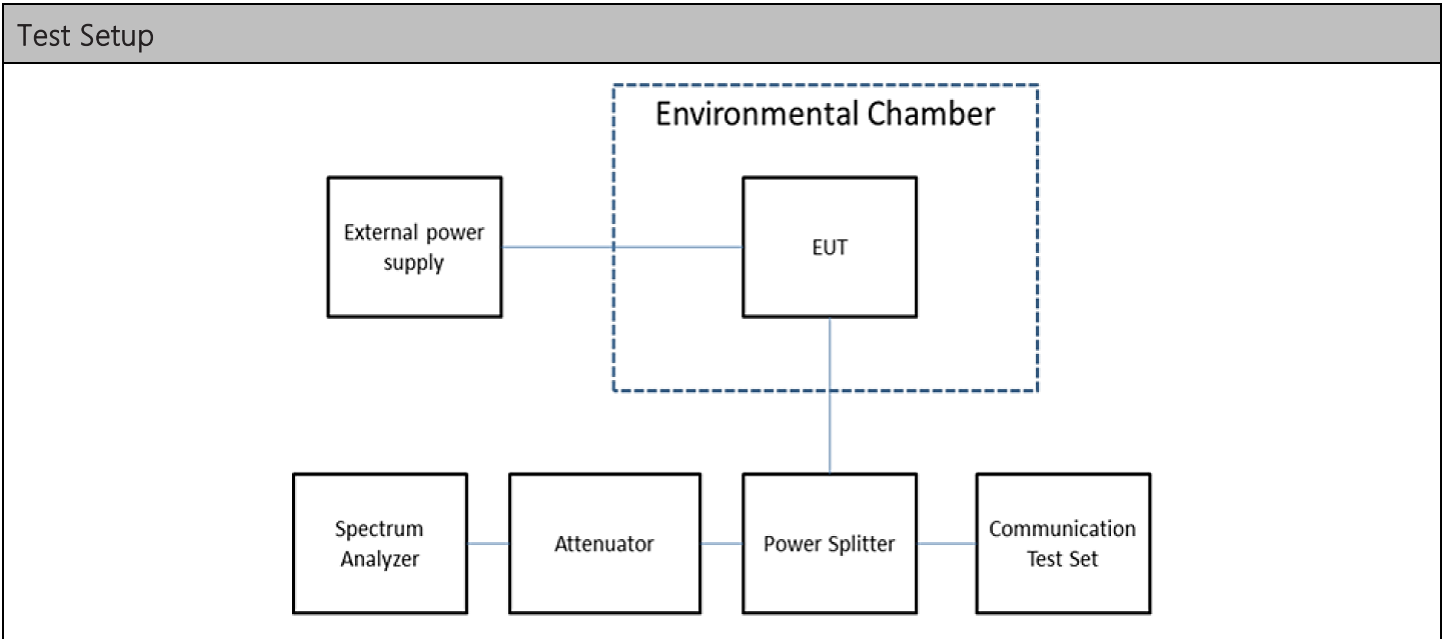 Test Setup
Environmental Chamber
External power
supply
EUT
Spectrum
Analyzer
Attenuator
Power Splitter
Communication
Test Set